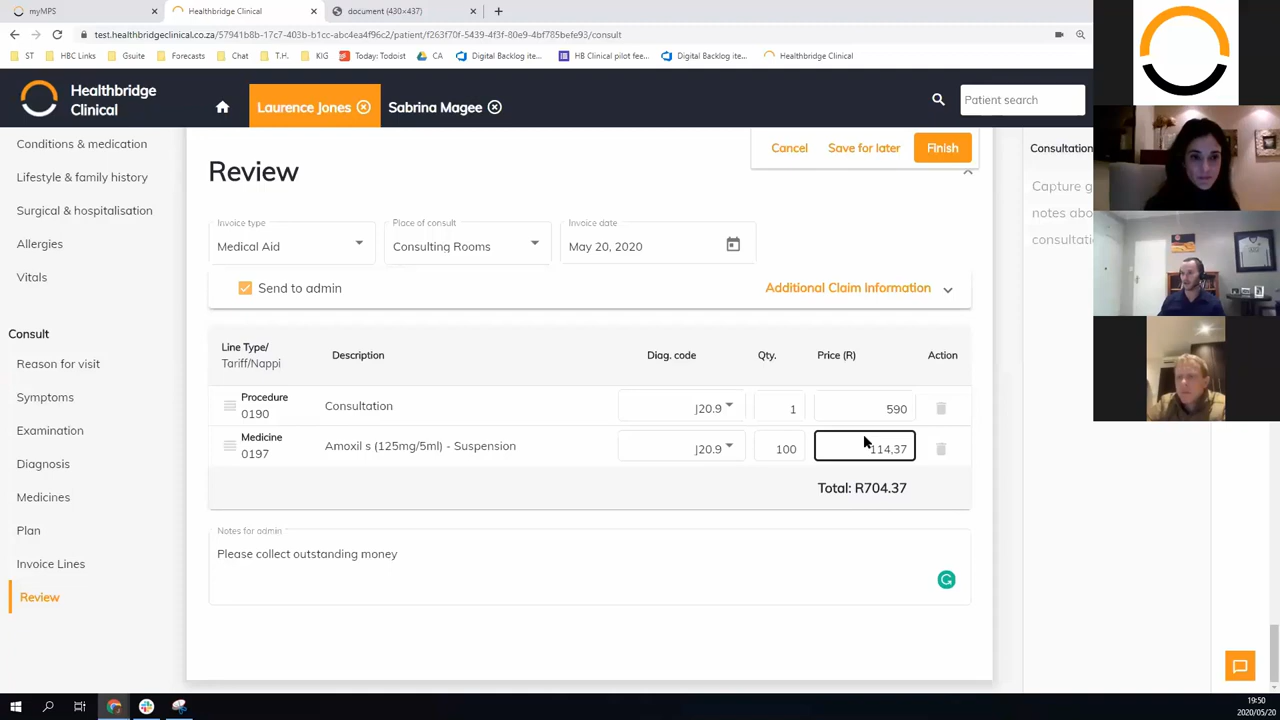 myMPS
Healthbridge Clinical
document (430×437)
test.healthbridgeclinical.co.za/57941b8b-17c7-403b-b1cc-abc4ea4f96c2/patient/f263f70f-5439-4f3f-80e9-4bf785befe93/consult
ST
HBC Links
Gsuite
Forecasts
Chat
T.H.
KIG
Today: Todoist
CA
Digital Backlog ite...
HB Clinical pilot fee...
Digital Backlog ite...
Healthbridge Clinical
Healthbridge
Clinical
Laurence Jones
Sabrina Magee
Patient search
Conditions & medication
Lifestyle & family history
Surgical & hospitalisation
Allergies
Vitals
Consult
Reason for visit
Symptoms
Examination
Diagnosis
Medicines
Plan
Invoice Lines
Review
Cancel
Save for later
Finish
Review
Invoice type
Medical Aid
Place of consult
Consulting Rooms
Invoice date
May 20, 2020
Send to admin
Additional Claim Information
Line Type/
Tariff/Nappi
Description
Diag. code
Qty.
Price (R)
Action
Procedure
0190
Consultation
J20.9
1
590
Medicine
0197
Amoxil s (125mg/5ml) - Suspension
J20.9
100
114,37
Total: R704.37
Notes for admin
Please collect outstanding money
Consultation
Capture g
notes abo
consultati
19:50
2020/05/20